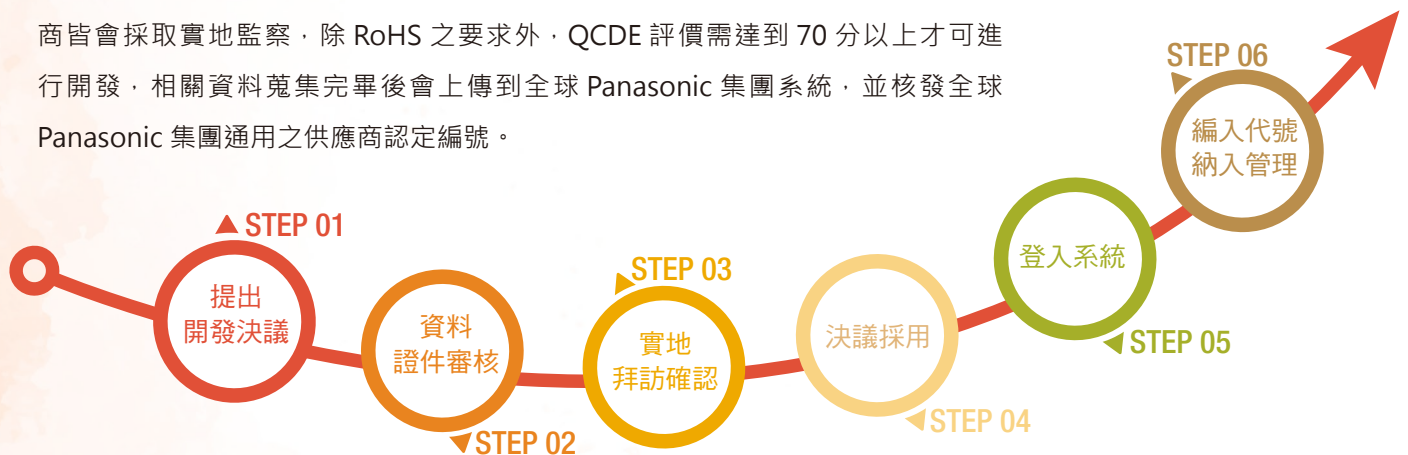 商皆會採取實地監察，除 RoHS 之要求外，QCDE 評價需達到 70 分以上才可進
行開發，相關資料蒐集完畢後會上傳到全球 Panasonic 集團系統，並核發全球
Panasonic 集團通用之供應商認定編號。
STEP 01
提出
開發決議
資料
證件審核
STEP 02
STEP 03
實地
拜訪確認
決議採用
STEP 04
登入系統
STEP 05
STEP 06
編入代號
納入管理